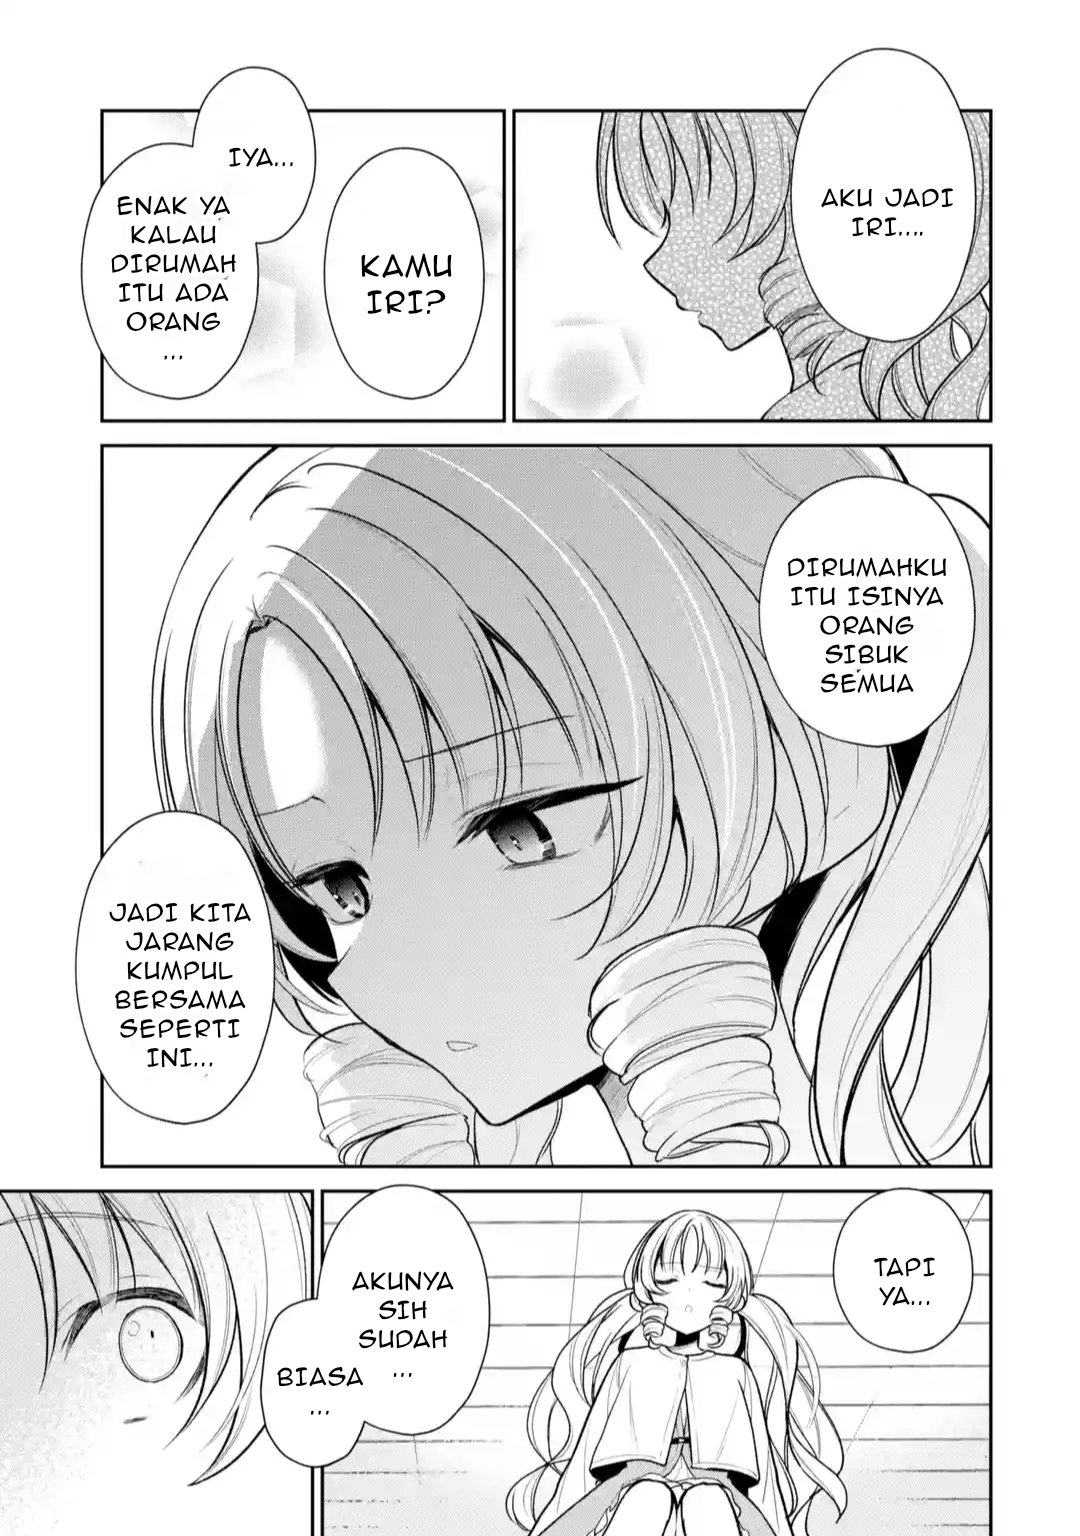 AKU JADI
IRI....
KAMU
IRI?
IYA...
ENAK YA
KALAU
DIRUMAH
ITU ADA
ORANG
...
DIRUMAHKU
ITU ISINYA
ORANG
SIBUK
SEMUA
JADI KITA
JARANG
KUMPUL
BERSAMA
SEPERTI
INI...
TAPI
YA...
AKUNYA
SIH
SUDAH
...
BIASA
...